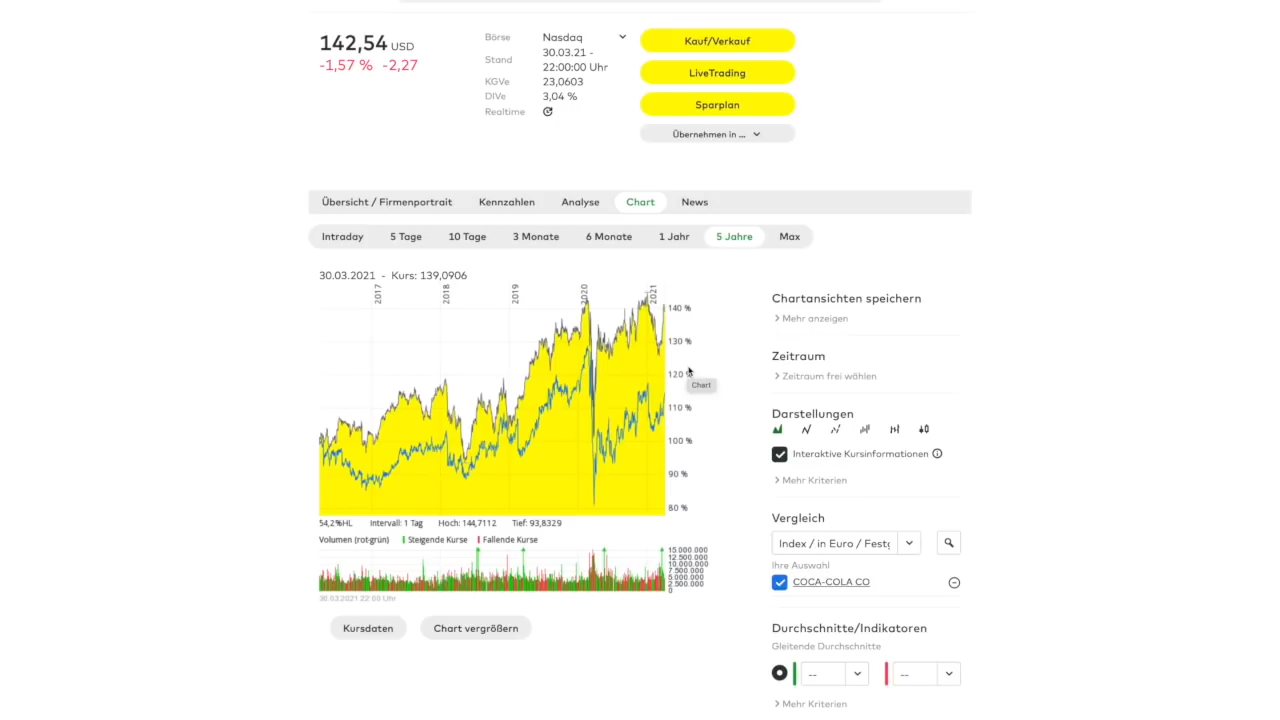 142,54 USD
-1,57 % -2,27
Börse Nasdaq
Stand 30.03.21 -
22:00:00 Uhr
KGVe 23,0603
DIVe 3,04 %
Realtime
Kauf/Verkauf
LiveTrading
Sparplan
Übernehmen in ...
Übersicht / Firmenportrait Kennzahlen Analyse Chart News
Intraday 5 Tage 10 Tage 3 Monate 6 Monate 1 Jahr 5 Jahre Max
30.03.2021 - Kurs: 139,0906
2017 2018 2019 2020 2021
140 %
130 %
120 %
110 %
100 %
90 %
80 %
Chart
54,2%HL Intervall: 1 Tag Hoch: 144,7112 Tief: 93,8329
Volumen (rot-grün) Steigende Kurse Fallende Kurse
15.000.000
12.500.000
10.000.000
7.500.000
5.000.000
2.500.000
0
30.03.2021 22:00 Uhr
Kursdaten Chart vergrößern
Chartansichten speichern
Mehr anzeigen
Zeitraum
Zeitraum frei wählen
Darstellungen
Interaktive Kursinformationen
Mehr Kriterien
Vergleich
Index / in Euro / Festg
Ihre Auswahl
COCA-COLA CO
Durchschnitte/Indikatoren
Gleitende Durchschnitte
-- --
Mehr Kriterien